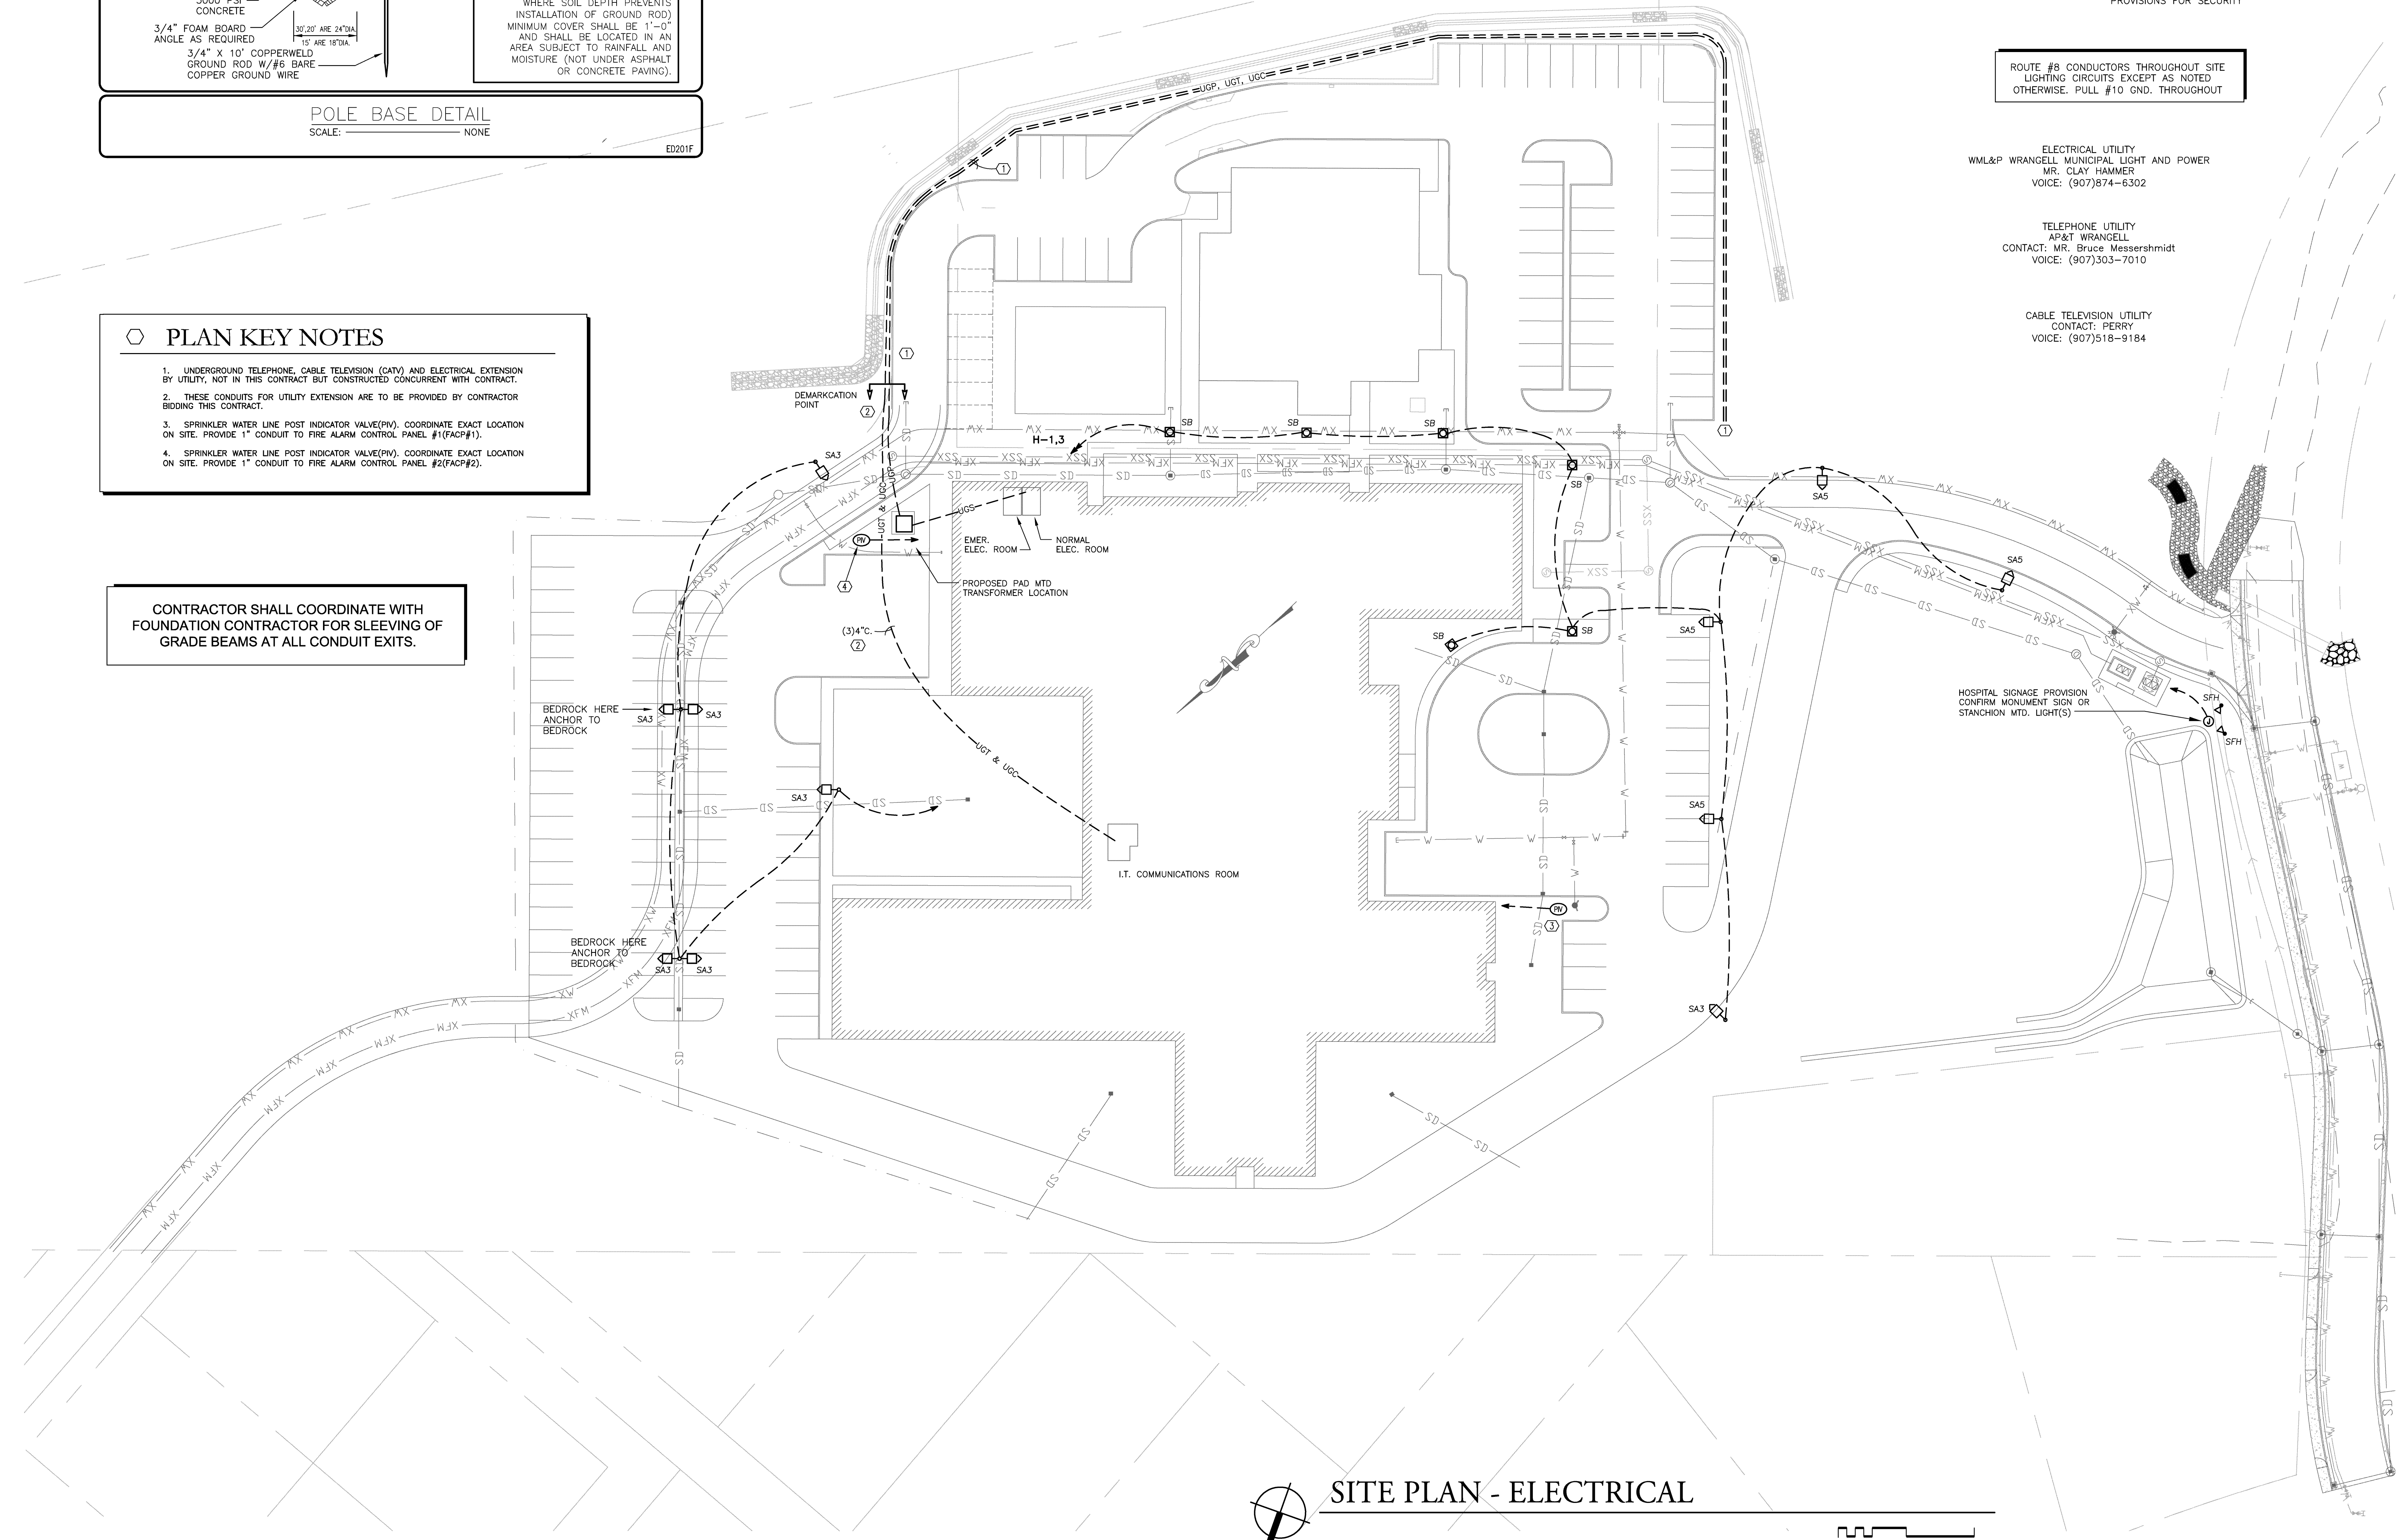 CONCRETE
3/4" FOAM BOARD
ANGLE AS REQUIRED
30',20' ARE 24"DIA.
15' ARE 18"DIA.
3/4" X 10' COPPERWELD
GROUND ROD W/#6 BARE
COPPER GROUND WIRE
WHERE SOIL DEPTH PREVENTS
INSTALLATION OF GROUND ROD)
MINIMUM COVER SHALL BE 1'-0"
AND SHALL BE LOCATED IN AN
AREA SUBJECT TO RAINFALL AND
MOISTURE (NOT UNDER ASPHALT
OR CONCRETE PAVING).
POLE BASE DETAIL
SCALE: NONE
ED201F
PROVISIONS FOR SECURITY
ROUTE #8 CONDUCTORS THROUGHOUT SITE
LIGHTING CIRCUITS EXCEPT AS NOTED
OTHERWISE. PULL #10 GND. THROUGHOUT
ELECTRICAL UTILITY
WML&P WRANGELL MUNICIPAL LIGHT AND POWER
MR. CLAY HAMMER
VOICE: (907)874-6302
TELEPHONE UTILITY
AP&T WRANGELL
CONTACT: MR. Bruce Messershmidt
VOICE: (907)303-7010
CABLE TELEVISION UTILITY
CONTACT: PERRY
VOICE: (907)518-9184
PLAN KEY NOTES
1. UNDERGROUND TELEPHONE, CABLE TELEVISION (CATV) AND ELECTRICAL EXTENSION
BY UTILITY, NOT IN THIS CONTRACT BUT CONSTRUCTED CONCURRENT WITH CONTRACT.
2. THESE CONDUITS FOR UTILITY EXTENSION ARE TO BE PROVIDED BY CONTRACTOR
BIDDING THIS CONTRACT.
3. SPRINKLER WATER LINE POST INDICATOR VALVE(PIV). COORDINATE EXACT LOCATION
ON SITE. PROVIDE 1" CONDUIT TO FIRE ALARM CONTROL PANEL #1(FACP#1).
4. SPRINKLER WATER LINE POST INDICATOR VALVE(PIV). COORDINATE EXACT LOCATION
ON SITE. PROVIDE 1" CONDUIT TO FIRE ALARM CONTROL PANEL #2(FACP#2).
CONTRACTOR SHALL COORDINATE WITH
FOUNDATION CONTRACTOR FOR SLEEVING OF
GRADE BEAMS AT ALL CONDUIT EXITS.
UGP, UGT, UGC
1
1
1
DEMARKCATION
POINT
2
H-1,3
SB
SB
SB
SB
SA3
UGT & UGC
UGP
UGS
PIV
4
EMER.
ELEC. ROOM
NORMAL
ELEC. ROOM
PROPOSED PAD MTD
TRANSFORMER LOCATION
(3)4"C.
2
UGT & UGC
SA5
SA5
SA5
SB
SB
BEDROCK HERE
ANCHOR TO
BEDROCK
SA3
SA3
HOSPITAL SIGNAGE PROVISION
CONFIRM MONUMENT SIGN OR
STANCHION MTD. LIGHT(S)
SFH
J
SFH
SA3
SA5
I.T. COMMUNICATIONS ROOM
PIV
3
BEDROCK HERE
ANCHOR TO
BEDROCK
SA3
SA3
SA3
SITE PLAN - ELECTRICAL